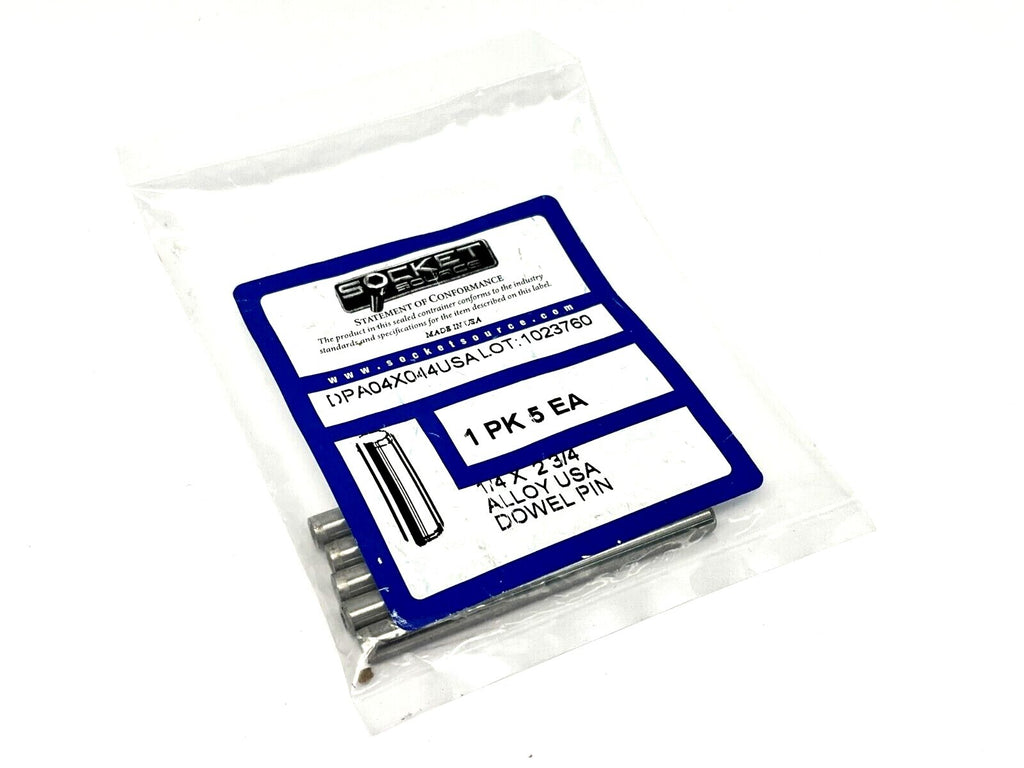 SOCKET
SOURCE
STATEMENT OF CONFORMANCE
The product in this sealed contrainer conforms to the industry
standards and specifications for the item described on this label.
MADE IN USA
www.socketsource.com
DPA04X044USA LOT: 1023760
1 PK 5 EA
1/4 X 2 3/4
ALLOY USA
DOWEL PIN